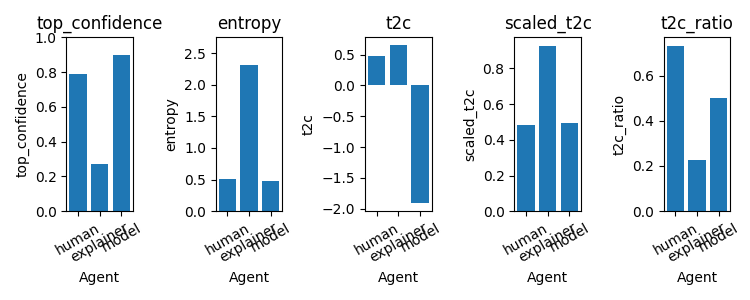 top_confidence
entropy
t2c
scaled_t2c
t2c_ratio
top_confidence
1.0
0.8
0.6
0.4
0.2
0.0
human
explainer
model
Agent
entropy
2.5
2.0
1.5
1.0
0.5
0.0
human
explainer
model
Agent
t2c
0.5
0.0
−0.5
−1.0
−1.5
−2.0
human
explainer
model
Agent
scaled_t2c
0.8
0.6
0.4
0.2
0.0
human
explainer
model
Agent
t2c_ratio
0.6
0.4
0.2
0.0
human
explainer
model
Agent